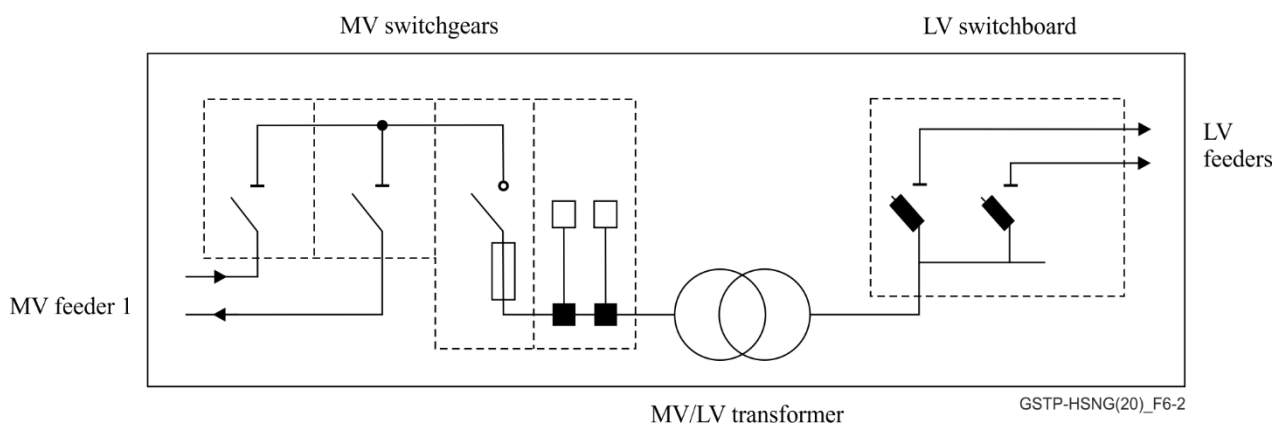 MV switchgears
LV switchboard
LV
feeders
MV feeder 1
MV/LV transformer
GSTP-HSNG(20)_F6-2